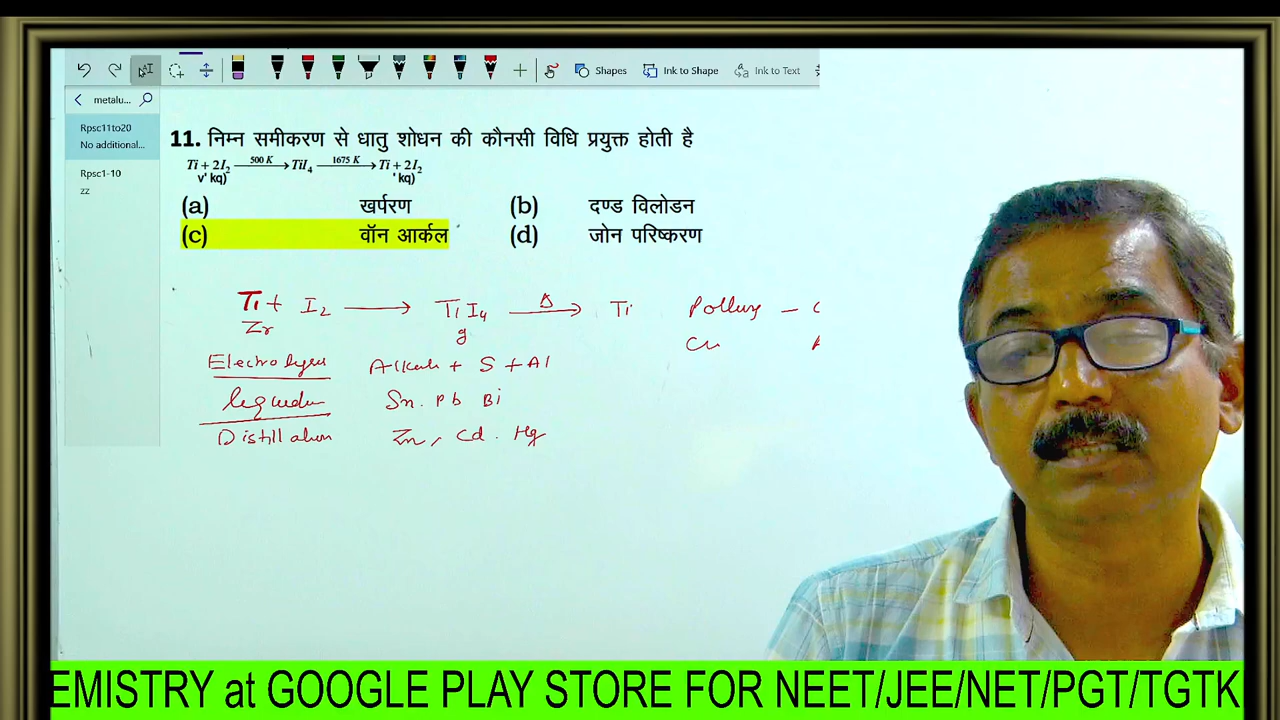 Shapes Ink to Shape Ink to Text
metalu...
Rpsc11to20
No additional...
Rpsc1-10
zz
11. निम्न समीकरण से धातु शोधन की कौनसी विधि प्रयुक्त होती है
Ti + 2I₂ —500 K→ TiI₄ —1675 K→ Ti + 2I₂
v' kq) ' kq)
(a) खर्परण (b) दण्ड विलोडन
(c) वॉन आर्कल (d) जोन परिष्करण
Ti + I₂ → TiI₄ —Δ→ Ti Poling –
Zr g Cu
Electrolysis + S + Al
Sn. Pb Bi
Distillation Zn, Cd. Hg
EMISTRY at GOOGLE PLAY STORE FOR NEET/JEE/NET/PGT/TGTK